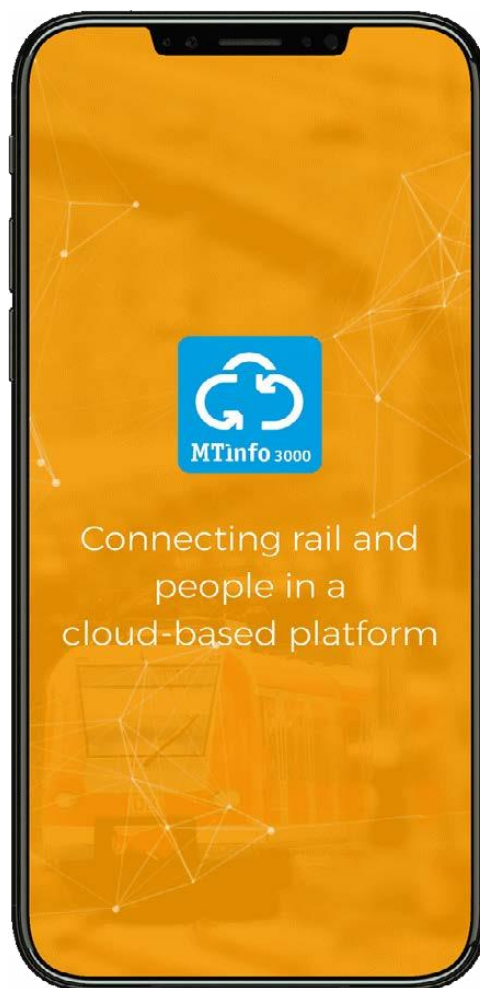 MTinfo 3000
Connecting rail and
people in a
cloud-based platform